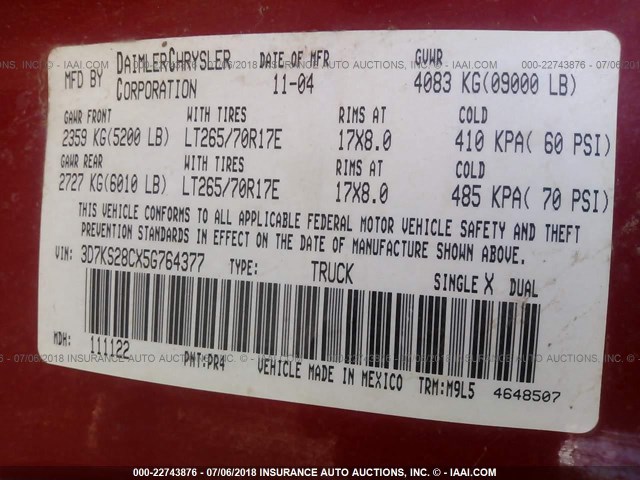 MFD BY DAIMLERCHRYSLER CORPORATION DATE OF MFR 11-04 GVWR 4083 KG(09000 LB)
GAWR FRONT WITH TIRES RIMS AT COLD
2359 KG(5200 LB) LT265/70R17E 17X8.0 410 KPA( 60 PSI)
GAWR REAR WITH TIRES RIMS AT COLD
2727 KG(6010 LB) LT265/70R17E 17X8.0 485 KPA( 70 PSI)
THIS VEHICLE CONFORMS TO ALL APPLICABLE FEDERAL MOTOR VEHICLE SAFETY AND THEFT
PREVENTION STANDARDS IN EFFECT ON THE DATE OF MANUFACTURE SHOWN ABOVE.
VIN: 3D7KS28CX5G764377 TYPE: TRUCK SINGLE X DUAL
MDH: 111122 PNT:PR4 VEHICLE MADE IN MEXICO TRM:M9L5 4648507
000-22743876 - 07/06/2018 INSURANCE AUTO AUCTIONS, INC. © - IAAI.COM